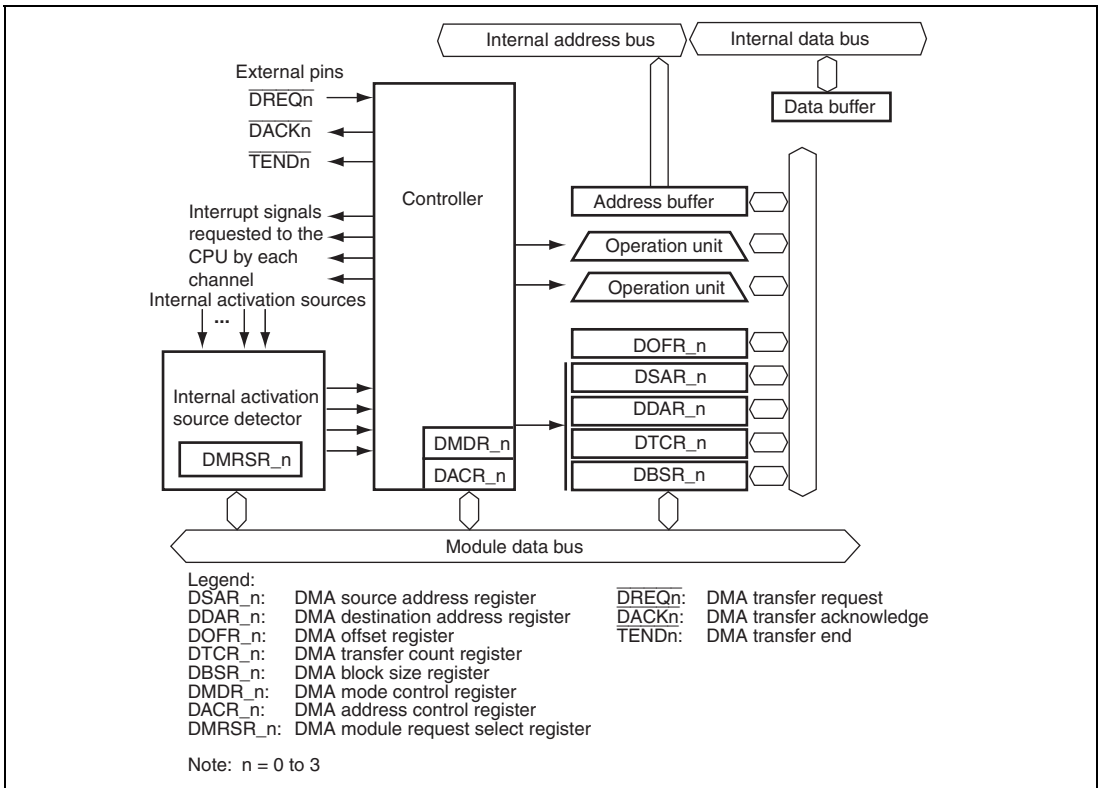 Internal address bus
Internal data bus
External pins
DREQn
DACKn
TENDn
Data buffer
Controller
Address buffer
Operation unit
Operation unit
Interrupt signals
requested to the
CPU by each
channel
Internal activation sources
...
Internal activation
source detector
DMRSR_n
DMDR_n
DACR_n
DOFR_n
DSAR_n
DDAR_n
DTCR_n
DBSR_n
Module data bus
Legend:
DSAR_n: DMA source address register
DDAR_n: DMA destination address register
DOFR_n: DMA offset register
DTCR_n: DMA transfer count register
DBSR_n: DMA block size register
DMDR_n: DMA mode control register
DACR_n: DMA address control register
DMRSR_n: DMA module request select register
DREQn: DMA transfer request
DACKn: DMA transfer acknowledge
TENDn: DMA transfer end
Note: n = 0 to 3